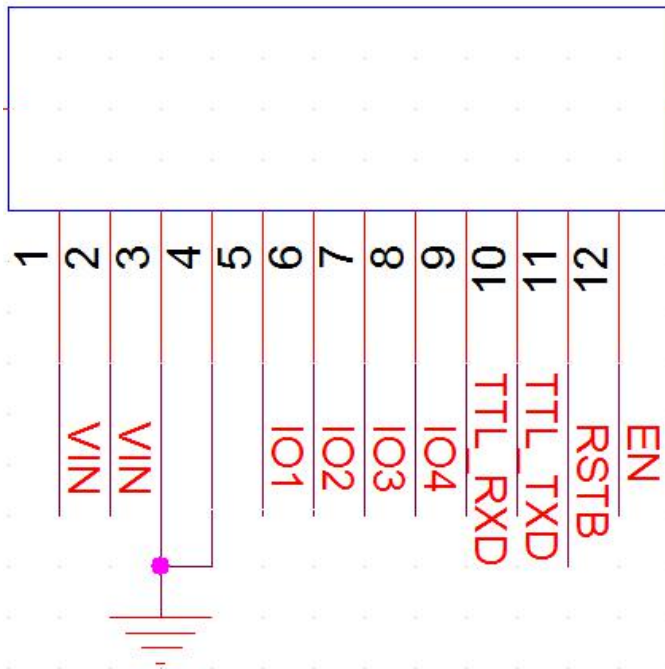 1 2 3 4 5 6 7 8 9 10 11 12
VIN
VIN
IO1
IO2
IO3
IO4
TTL_RXD
TTL_TXD
RSTB
EN